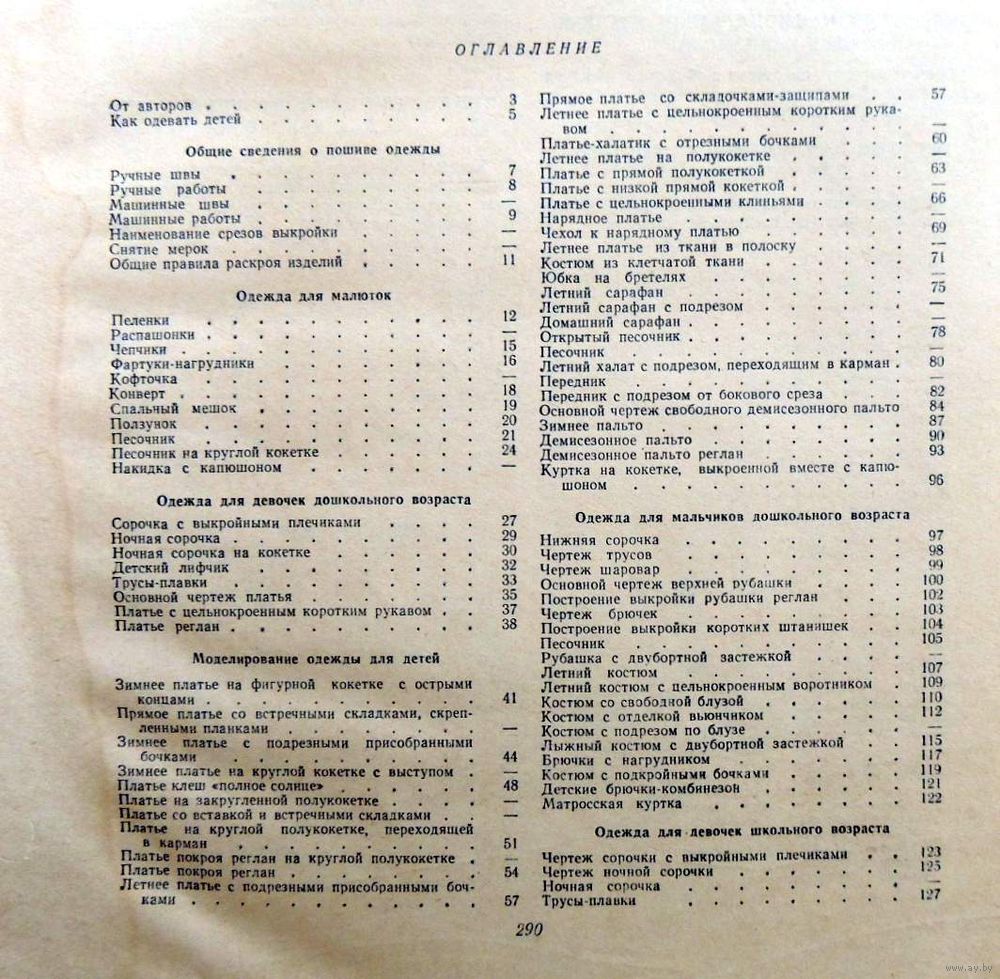 ОГЛАВЛЕНИЕ
От авторов . . . . . . . . . . 3
Как одевать детей . . . . . . . . 5
Общие сведения о пошиве одежды
Ручные швы . . . . . . . . . 7
Ручные работы . . . . . . . . 8
Машинные швы . . . . . . . . —
Машинные работы . . . . . . . . 9
Наименование срезов выкройки . . . . —
Снятие мерок . . . . . . . . —
Общие правила раскроя изделий . . . . 11
Одежда для малюток
Пеленки . . . . . . . . . . 12
Распашонки . . . . . . . . . . —
Чепчики . . . . . . . . . . 15
Фартуки-нагрудники . . . . . . . 16
Кофточка . . . . . . . . . . —
Конверт . . . . . . . . . . 18
Спальный мешок . . . . . . . . 19
Ползунок . . . . . . . . . . 20
Песочник . . . . . . . . . . 21
Песочник на круглой кокетке . . . . . 24
Накидка с капюшоном . . . . . . —
Одежда для девочек дошкольного возраста
Сорочка с выкройными плечиками . . . . 27
Ночная сорочка . . . . . . . . . 29
Ночная сорочка на кокетке . . . . . 30
Детский лифчик . . . . . . . . 32
Трусы-плавки . . . . . . . . . 33
Основной чертеж платья . . . . . . 35
Платье с цельнокроенным коротким рукавом . . 37
Платье реглан . . . . . . . . . 38
Моделирование одежды для детей
Зимнее платье на фигурной кокетке с острыми
концами . . . . . . . . . . 41
Прямое платье со встречными складками, скреп-
ленными планками . . . . . . . —
Зимнее платье с подрезными присобранными
бочками . . . . . . . . . . 44
Зимнее платье на круглой кокетке с выступом . —
Платье клеш «полное солнце» . . . . . 48
Платье на закругленной полукокетке . . . . —
Платье со вставкой и встречными складками . . —
Платье на круглой полукокетке, переходящей
в карман . . . . . . . . . 51
Платье покроя реглан на круглой полукокетке . —
Платье покроя реглан . . . . . . . 54
Летнее платье с подрезными присобранными боч-
ками . . . . . . . . . . . 57
Прямое платье со складочками-защипами . . 57
Летнее платье с цельнокроенным коротким рука-
вом . . . . . . . . . . —
Платье-халатик с отрезными бочками . . . 60
Летнее платье на полукокетке . . . . —
Платье с прямой полукокеткой . . . . 63
Платье с низкой прямой кокеткой . . . . —
Платье с цельнокроенными клиньями . . . 66
Нарядное платье . . . . . . . . —
Чехол к нарядному платью . . . . . 69
Летнее платье из ткани в полоску . . . —
Костюм из клетчатой ткани . . . . . 71
Юбка на бретелях . . . . . . . —
Летний сарафан . . . . . . . . 75
Летний сарафан с подрезом . . . . . —
Домашний сарафан . . . . . . . . —
Открытый песочник . . . . . . . . 78
Песочник . . . . . . . . . —
Летний халат с подрезом, переходящим в карман . 80
Передник . . . . . . . . . —
Передник с подрезом от бокового среза . . . 82
Основной чертеж свободного демисезонного пальто 84
Зимнее пальто . . . . . . . . . 87
Демисезонное пальто . . . . . . . 90
Демисезонное пальто реглан . . . . . 93
Куртка на кокетке, выкроенной вместе с капю-
шоном . . . . . . . . . 96
Одежда для мальчиков дошкольного возраста
Нижняя сорочка . . . . . . . . 97
Чертеж трусов . . . . . . . . 98
Чертеж шаровар . . . . . . . . 99
Основной чертеж верхней рубашки . . . . 100
Построение выкройки рубашки реглан . . . 102
Чертеж брючек . . . . . . . . 103
Построение выкройки коротких штанишек . . 104
Песочник . . . . . . . . . 105
Рубашка с двубортной застежкой . . . . —
Летний костюм . . . . . . . . 107
Летний костюм с цельнокроенным воротником . 109
Костюм со свободной блузой . . . . . 110
Костюм с отделкой вьюнчиком . . . . . 112
Костюм с подрезом по блузе . . . . . —
Лыжный костюм с двубортной застежкой . . 115
Брючки с нагрудником . . . . . . 117
Костюм с подкройными бочками . . . . 119
Детские брючки-комбинезон . . . . . 121
Матросская куртка . . . . . . . 122
Одежда для девочек школьного возраста
Чертеж сорочки с выкройными плечиками . . 123
Чертеж ночной сорочки . . . . . . 125
Ночная сорочка . . . . . . . . —
Трусы-плавки . . . . . . . . 127
290
www.ay.by